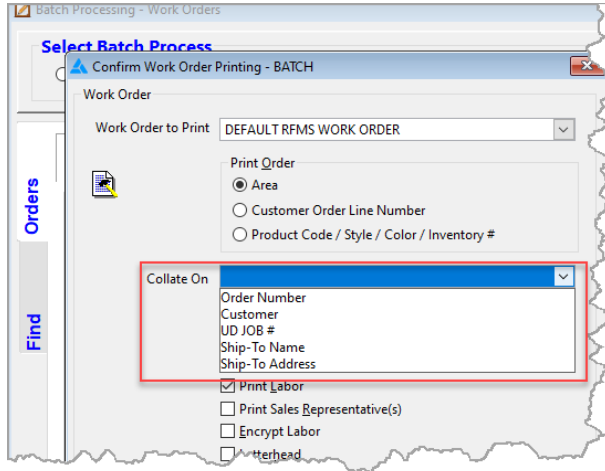 Batch Processing - Work Orders
Select Batch Process
Confirm Work Order Printing - BATCH
Work Order
Work Order to Print DEFAULT RFMS WORK ORDER
Print Order
Area
Customer Order Line Number
Product Code / Style / Color / Inventory #
Orders
Find
Collate On
Order Number
Customer
UD JOB #
Ship-To Name
Ship-To Address
Print Labor
Print Sales Representative(s)
Encrypt Labor
Letterhead